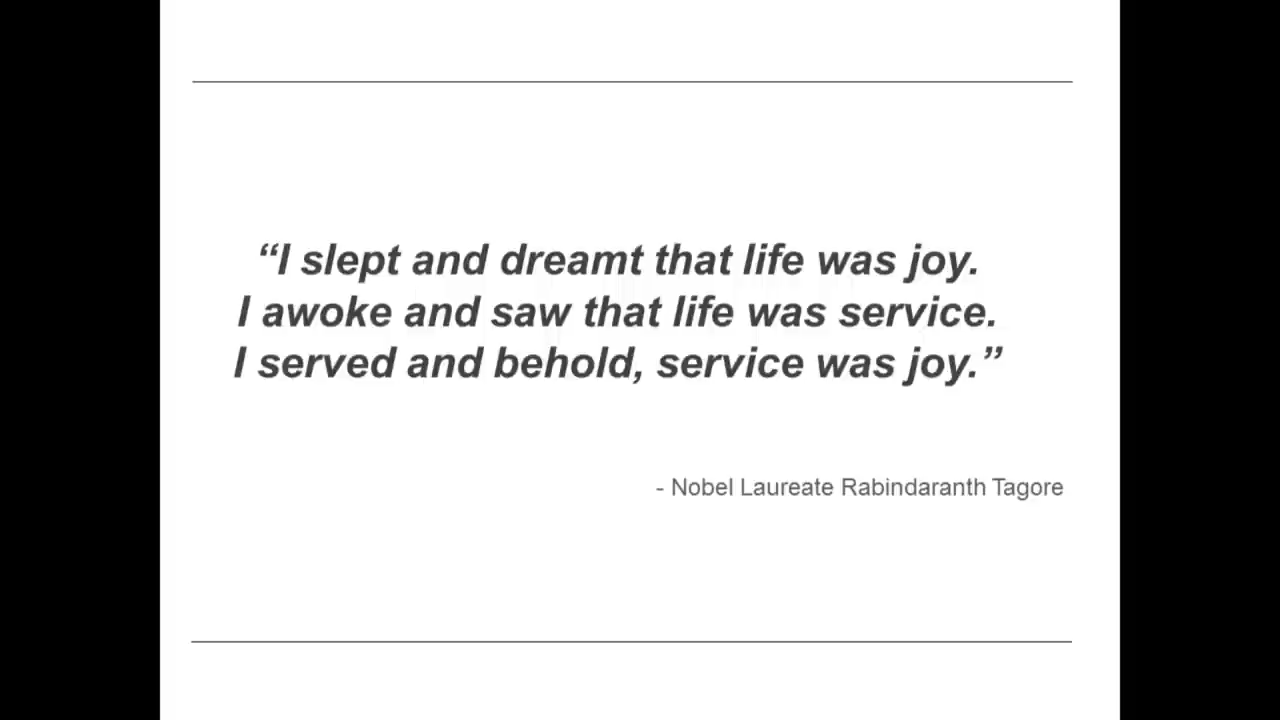 “I slept and dreamt that life was joy.
I awoke and saw that life was service.
I served and behold, service was joy.”
- Nobel Laureate Rabindaranth Tagore